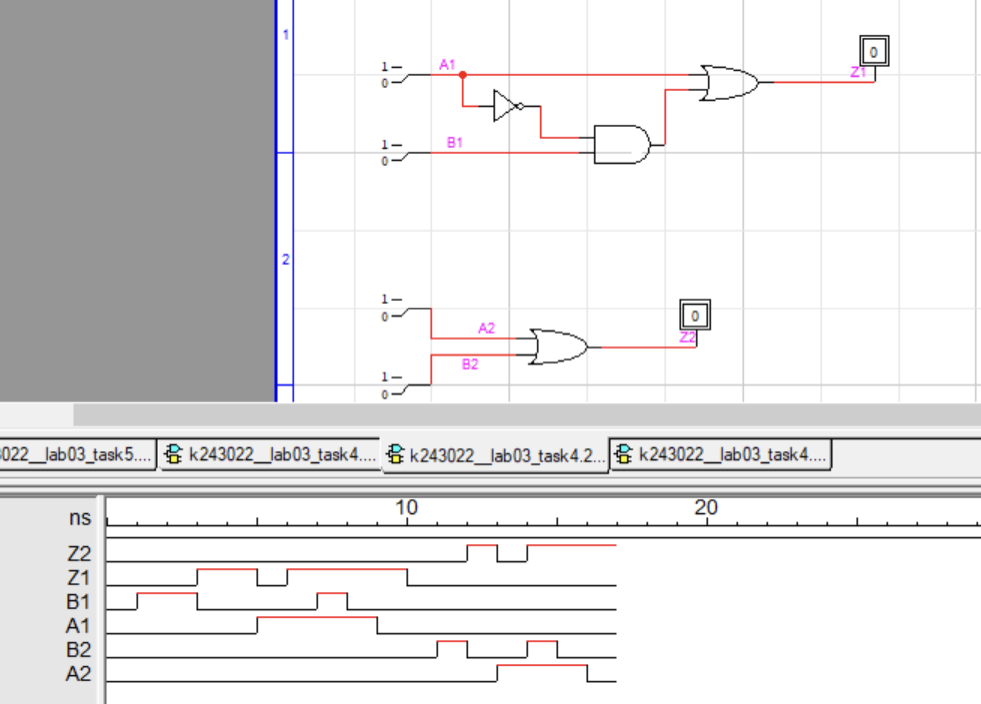 1
1
0
A1
0
Z1
1
0
B1
2
1
0
A2
0
Z2
B2
1
0
022__lab03_task5.... k243022__lab03_task4.... k243022__lab03_task4.2... k243022__lab03_task4....
ns 10 20
Z2
Z1
B1
A1
B2
A2